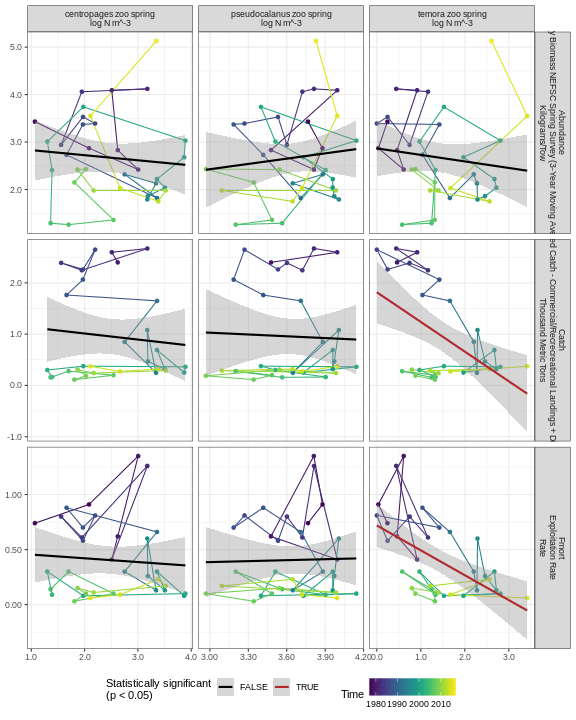 centropages zoo spring
log N m^-3
pseudocalanus zoo spring
log N m^-3
temora zoo spring
log N m^-3
5.0
4.0
3.0
2.0
Abundance
Biomass NEFSC Spring Survey (3-Year Moving
Kilograms/Tow
2.0
1.0
0.0
-1.0
Catch
Catch - Commercial/Recreational Landings + D
Thousand Metric Tons
1.00
0.50
0.00
Fmort
Exploitation Rate
Rate
1.0 2.0 3.0 4.0 3.00 3.30 3.60 3.90 4.20 0.0 1.0 2.0 3.0
Statistically significant
(p < 0.05)
FALSE TRUE
Time
1980 1990 2000 2010